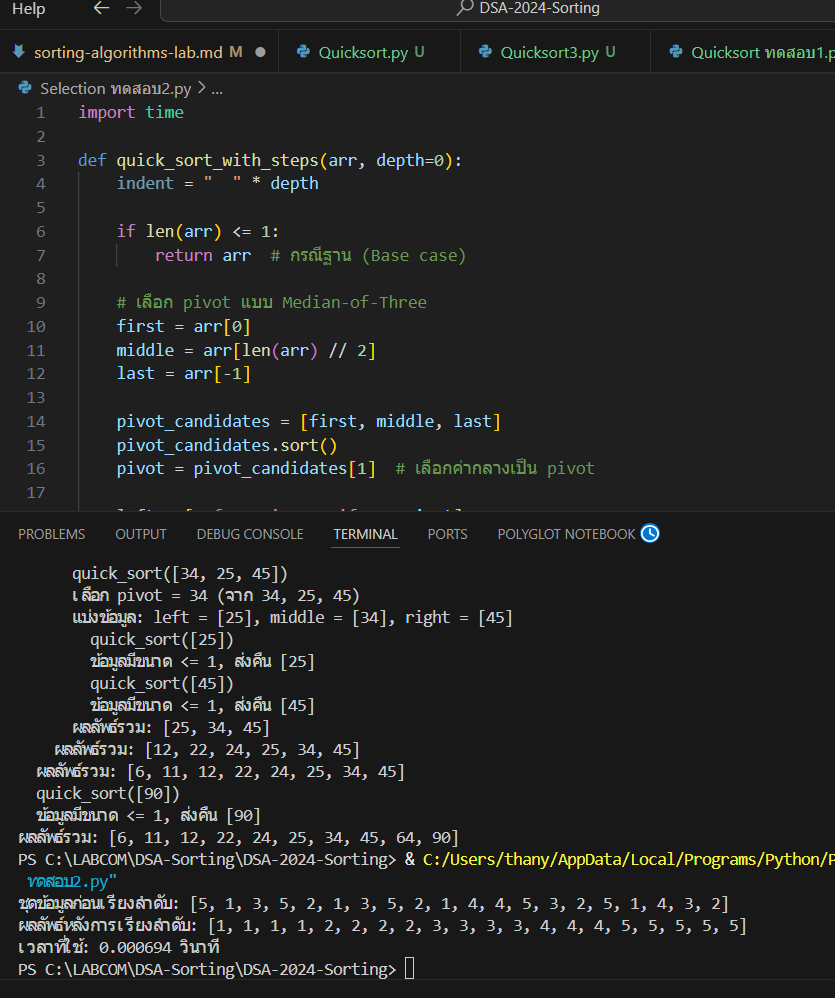 Help ← → DSA-2024-Sorting
sorting-algorithms-lab.md M ● Quicksort.py U Quicksort3.py U Quicksort ทดสอบ1.p
Selection ทดสอบ2.py > ...
1 import time
2
3 def quick_sort_with_steps(arr, depth=0):
4 indent = "  " * depth
5
6 if len(arr) <= 1:
7 return arr  # กรณีฐาน (Base case)
8
9 # เลือก pivot แบบ Median-of-Three
10 first = arr[0]
11 middle = arr[len(arr) // 2]
12 last = arr[-1]
13
14 pivot_candidates = [first, middle, last]
15 pivot_candidates.sort()
16 pivot = pivot_candidates[1]  # เลือกค่ากลางเป็น pivot
17
PROBLEMS OUTPUT DEBUG CONSOLE TERMINAL PORTS POLYGLOT NOTEBOOK
quick_sort([34, 25, 45])
เลือก pivot = 34 (จาก 34, 25, 45)
แบ่งข้อมูล: left = [25], middle = [34], right = [45]
quick_sort([25])
ข้อมูลมีขนาด <= 1, ส่งคืน [25]
quick_sort([45])
ข้อมูลมีขนาด <= 1, ส่งคืน [45]
ผลลัพธ์รวม: [25, 34, 45]
ผลลัพธ์รวม: [12, 22, 24, 25, 34, 45]
ผลลัพธ์รวม: [6, 11, 12, 22, 24, 25, 34, 45]
quick_sort([90])
ข้อมูลมีขนาด <= 1, ส่งคืน [90]
ผลลัพธ์รวม: [6, 11, 12, 22, 24, 25, 34, 45, 64, 90]
PS C:\LABCOM\DSA-Sorting\DSA-2024-Sorting> & C:/Users/thany/AppData/Local/Programs/Python/P
ทดสอบ2.py"
ชุดข้อมูลก่อนเรียงลำดับ: [5, 1, 3, 5, 2, 1, 3, 5, 2, 1, 4, 4, 5, 3, 2, 5, 1, 4, 3, 2]
ผลลัพธ์หลังการเรียงลำดับ: [1, 1, 1, 1, 2, 2, 2, 2, 3, 3, 3, 3, 4, 4, 4, 5, 5, 5, 5, 5]
เวลาที่ใช้: 0.000694 วินาที
PS C:\LABCOM\DSA-Sorting\DSA-2024-Sorting>